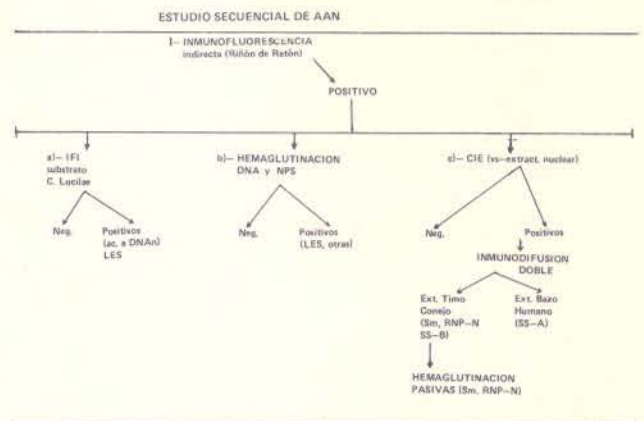 ESTUDIO SECUENCIAL DE AAN
I— INMUNOFLUORESCENCIA
indirecta (Riñón de Ratón)
POSITIVO
a)— IFI
substrato
C. Lucilae
Neg.
Positivos
(ac. a DNAn)
LES
b)— HEMAGLUTINACION
DNA y NPS
Neg.
Positivos
(LES, otras)
c)— CIE (vs—extract. nuclear)
Neg.
Positivos
INMUNODIFUSION
DOBLE
Ext. Timo
Conejo
(Sm, RNP—N
SS—B)
Ext. Bazo
Humano
(SS—A)
HEMAGLUTINACION
PASIVAS (Sm, RNP—N)